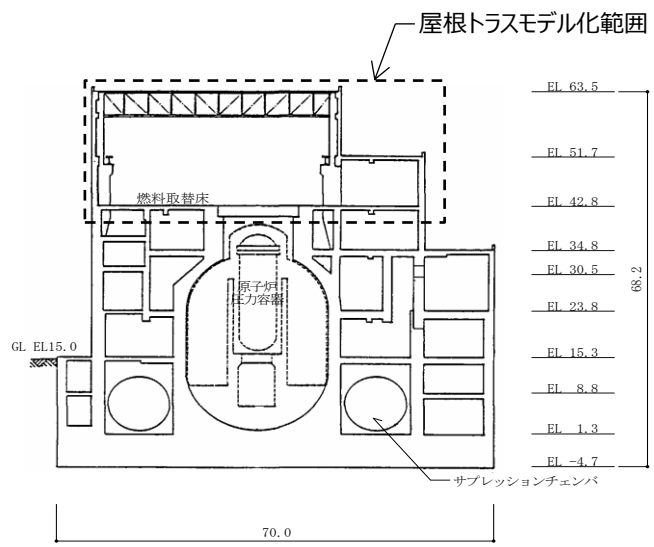 屋根トラスモデル化範囲
EL 63.5
EL 51.7
燃料取替床
EL 42.8
EL 34.8
EL 30.5
68.2
原子炉
圧力容器
EL 23.8
GL EL15.0
EL 15.3
EL 8.8
EL 1.3
EL -4.7
サプレッションチェンバ
70.0